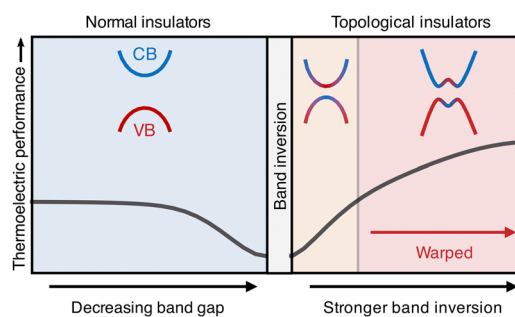 Normal insulators
Topological insulators
Thermoelectric performance
CB
VB
Band inversion
Warped
Decreasing band gap
Stronger band inversion